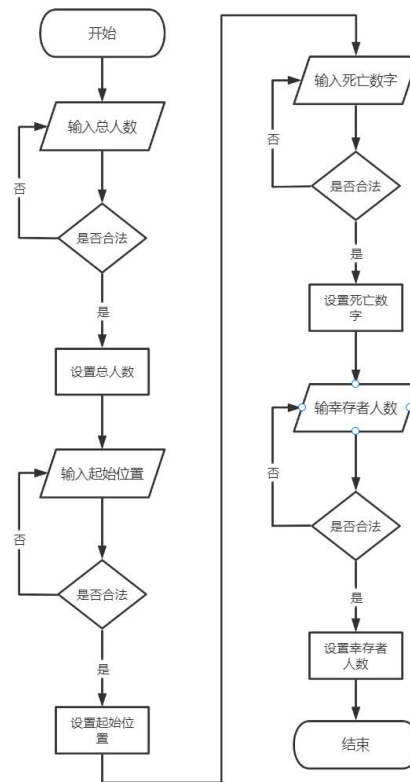 开始
输入总人数
否
是否合法
是
设置总人数
输入起始位置
否
是否合法
是
设置起始位
置
输入死亡数字
否
是否合法
是
设置死亡数
字
输幸存者人数
否
是否合法
是
设置幸存者
人数
结束